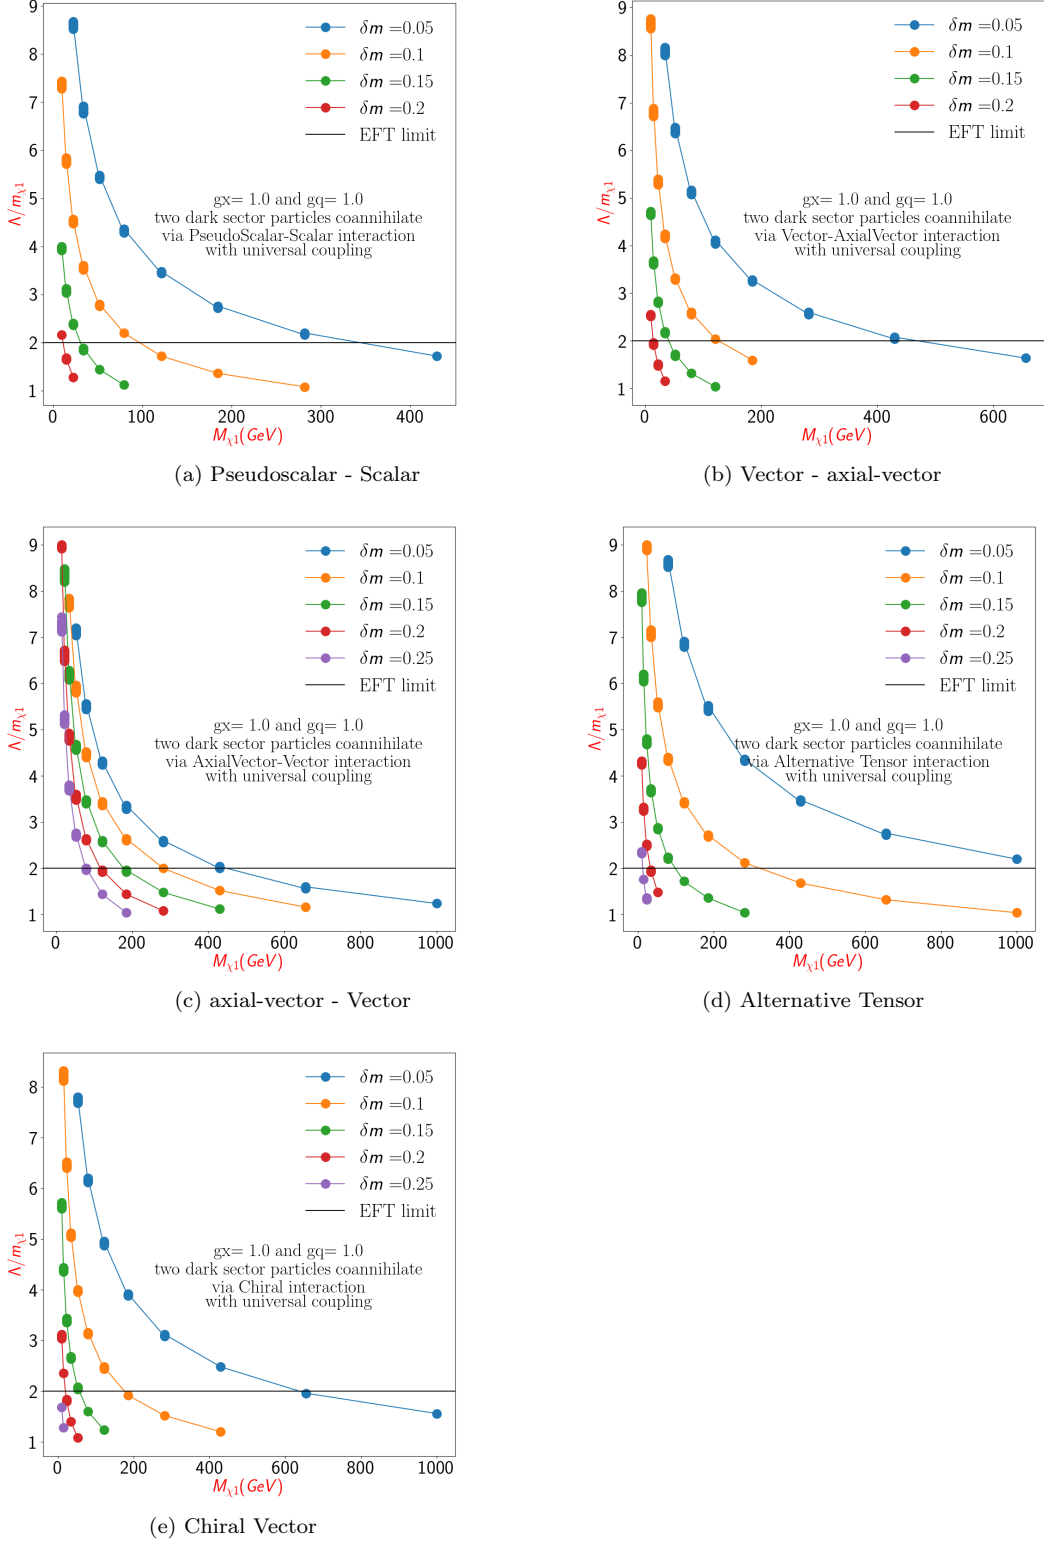 9
8
7
6
5
4
3
2
1
Λ/mχ1
δm =0.05
δm =0.1
δm =0.15
δm =0.2
EFT limit
gx= 1.0 and gq= 1.0
two dark sector particles coannihilate
via PseudoScalar-Scalar interaction
with universal coupling
0 100 200 300 400
Mχ1(GeV)
(a) Pseudoscalar - Scalar
9
8
7
6
5
4
3
2
1
Λ/mχ1
δm =0.05
δm =0.1
δm =0.15
δm =0.2
EFT limit
gx= 1.0 and gq= 1.0
two dark sector particles coannihilate
via Vector-AxialVector interaction
with universal coupling
0 200 400 600
Mχ1(GeV)
(b) Vector - axial-vector
9
8
7
6
5
4
3
2
1
Λ/mχ1
δm =0.05
δm =0.1
δm =0.15
δm =0.2
δm =0.25
EFT limit
gx= 1.0 and gq= 1.0
two dark sector particles coannihilate
via AxialVector-Vector interaction
with universal coupling
0 200 400 600 800 1000
Mχ1(GeV)
(c) axial-vector - Vector
9
8
7
6
5
4
3
2
1
Λ/mχ1
δm =0.05
δm =0.1
δm =0.15
δm =0.2
δm =0.25
EFT limit
gx= 1.0 and gq= 1.0
two dark sector particles coannihilate
via Alternative Tensor interaction
with universal coupling
0 200 400 600 800 1000
Mχ1(GeV)
(d) Alternative Tensor
8
7
6
5
4
3
2
1
Λ/mχ1
δm =0.05
δm =0.1
δm =0.15
δm =0.2
δm =0.25
EFT limit
gx= 1.0 and gq= 1.0
two dark sector particles coannihilate
via Chiral interaction
with universal coupling
0 200 400 600 800 1000
Mχ1(GeV)
(e) Chiral Vector